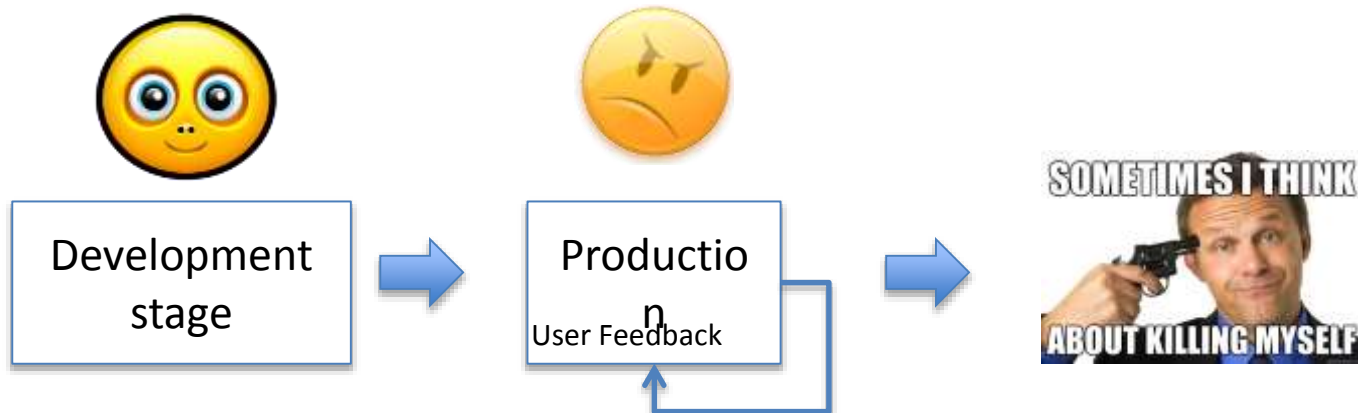 Development
stage
Productio
n
User Feedback
SOMETIMES I THINK
ABOUT KILLING MYSELF